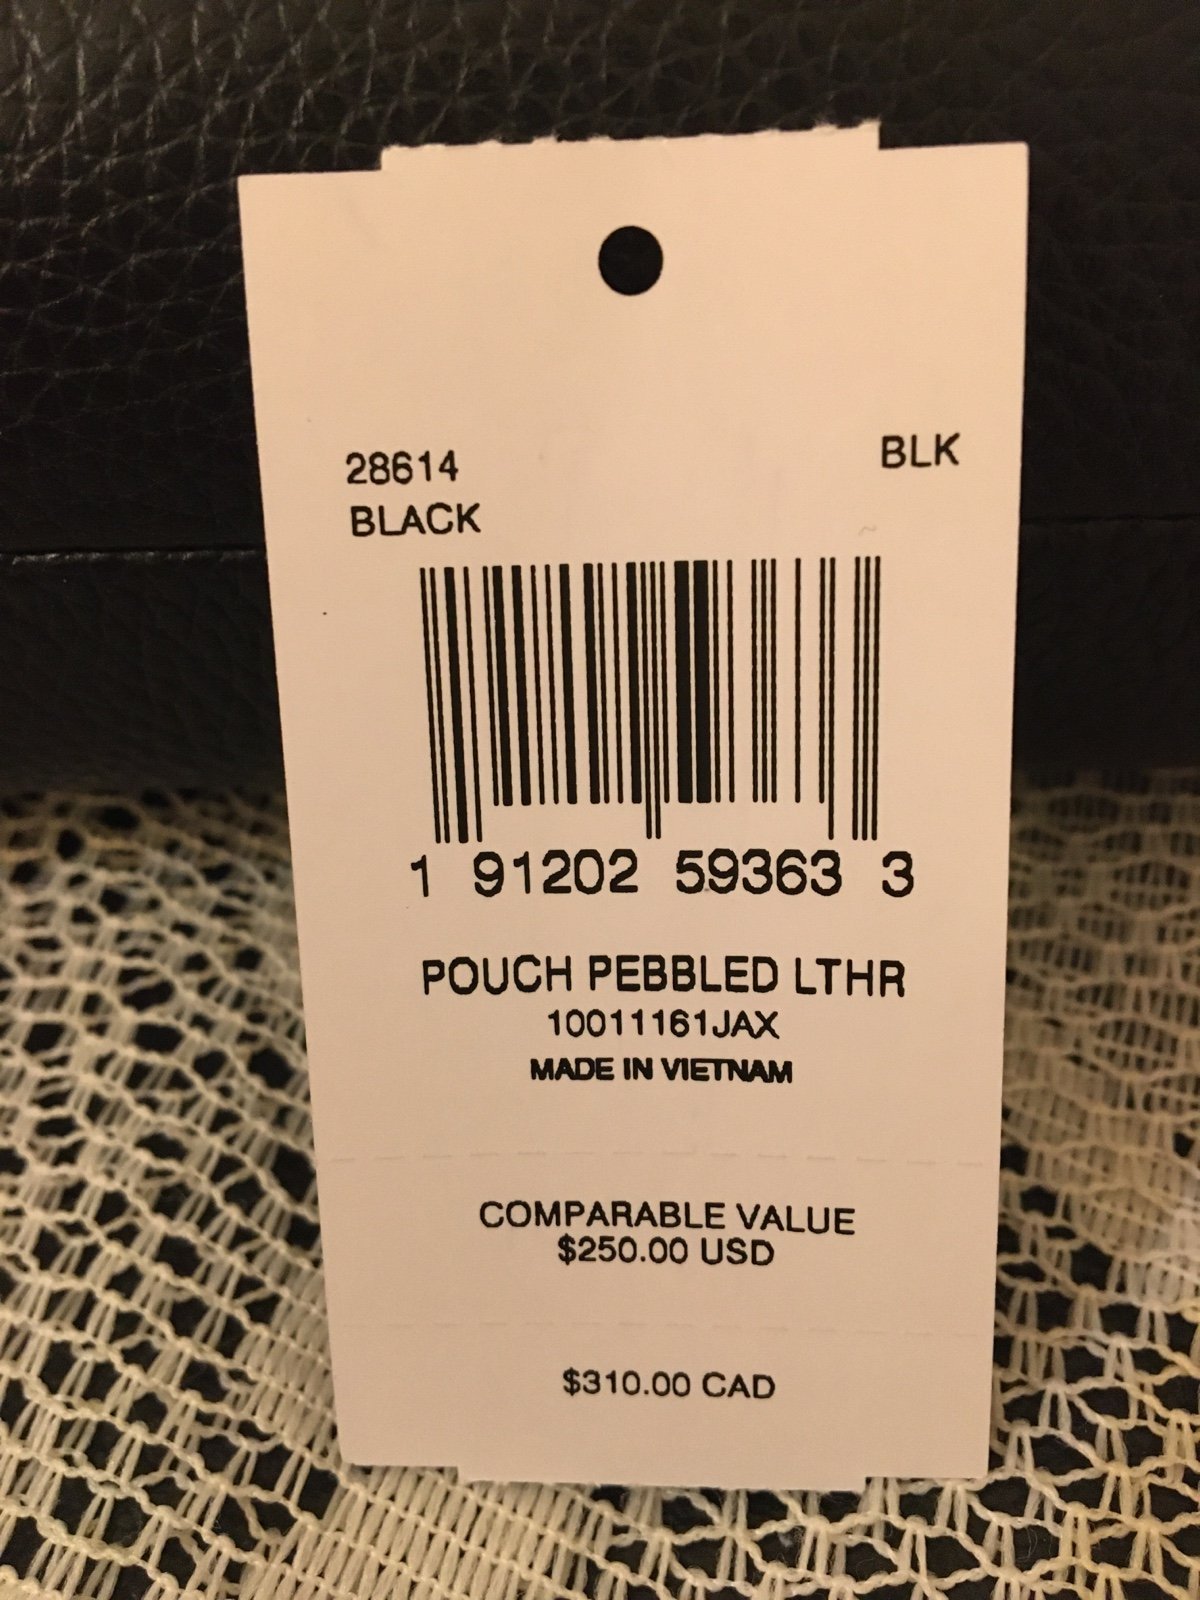 28614 BLK
BLACK
1 91202 59363 3
POUCH PEBBLED LTHR
10011161JAX
MADE IN VIETNAM
COMPARABLE VALUE
$250.00 USD
$310.00 CAD